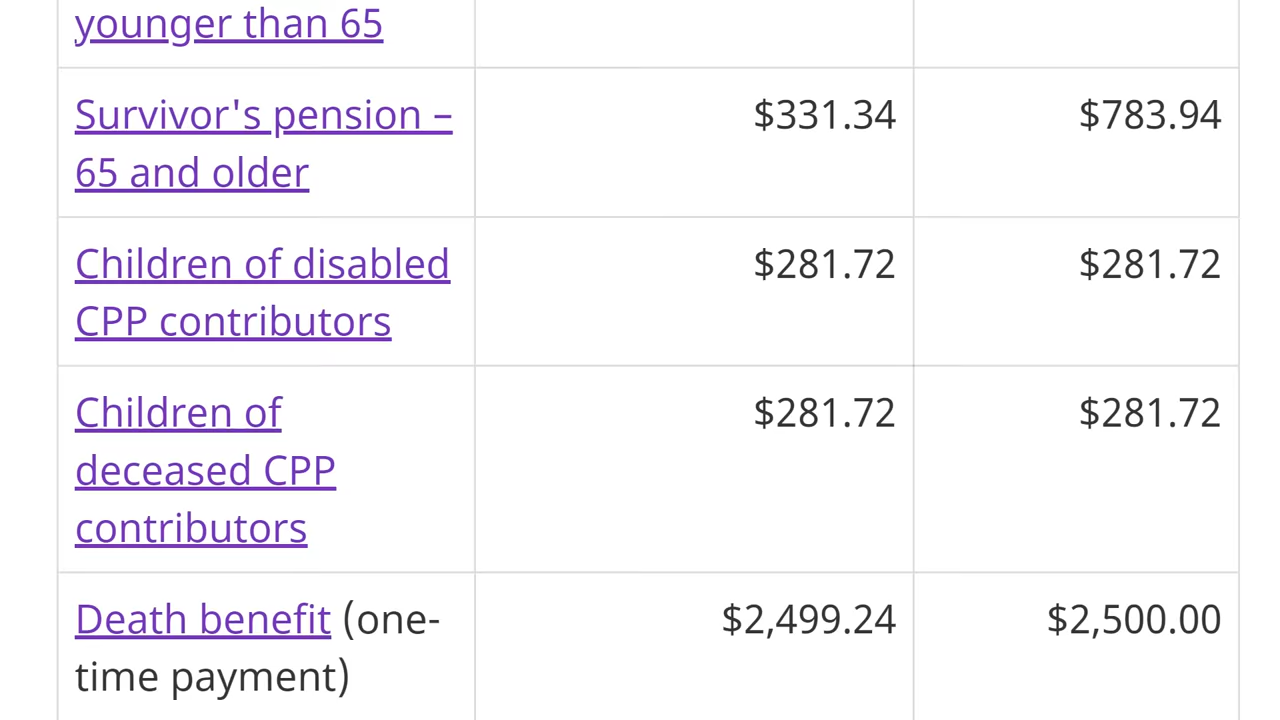 younger than 65
Survivor's pension – $331.34 $783.94
65 and older
Children of disabled $281.72 $281.72
CPP contributors
Children of $281.72 $281.72
deceased CPP
contributors
Death benefit (one- $2,499.24 $2,500.00
time payment)